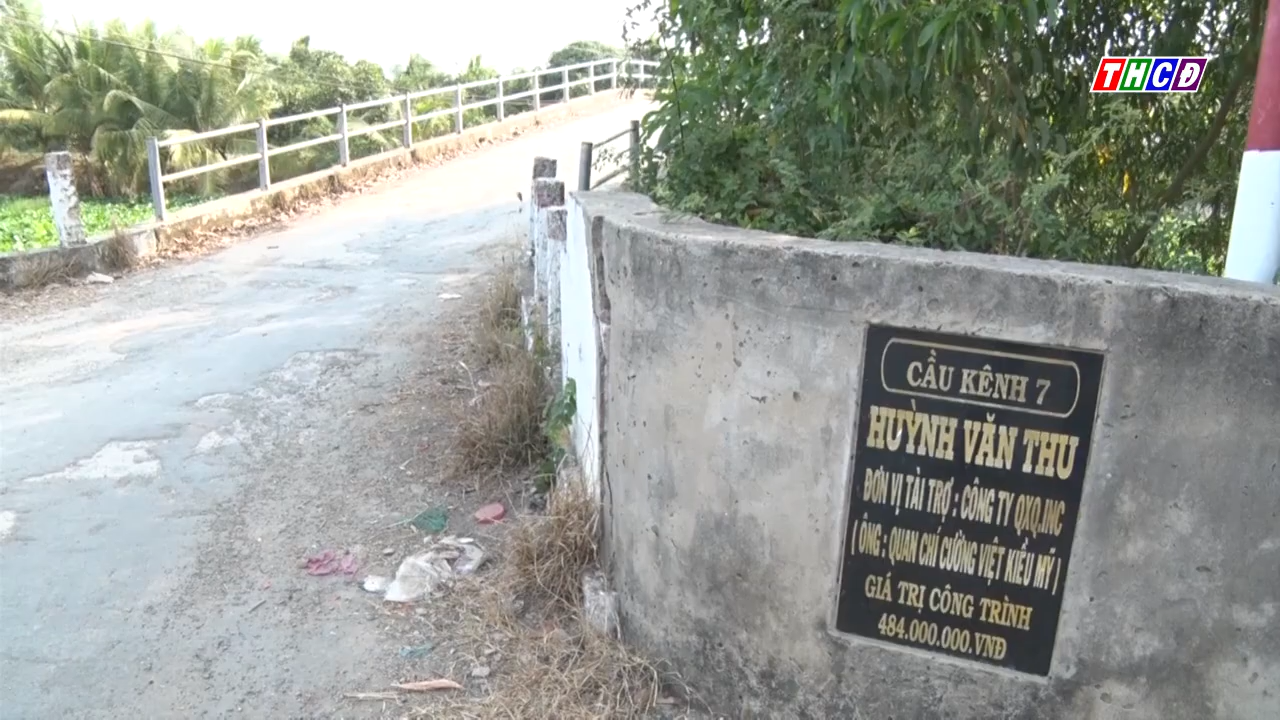 THCĐ
CẦU KÊNH 7
HUỲNH VĂN THU
ĐƠN VỊ TÀI TRỢ : CÔNG TY QXQ.INC
( ÔNG : QUAN CHÍ CƯỜNG VIỆT KIỀU MỸ )
GIÁ TRỊ CÔNG TRÌNH
484.000.000.VNĐ